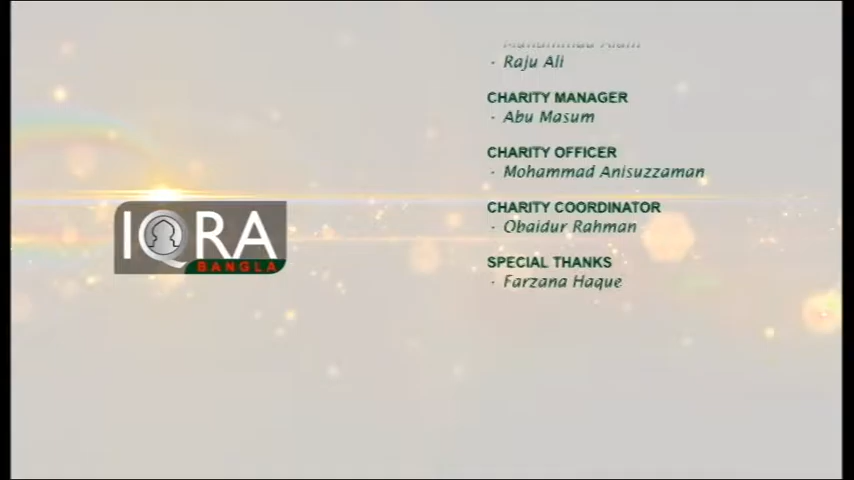 - Raju Ali
CHARITY MANAGER
- Abu Masum
CHARITY OFFICER
- Mohammad Anisuzzaman
CHARITY COORDINATOR
- Obaidur Rahman
SPECIAL THANKS
- Farzana Haque
IQRA
BANGLA